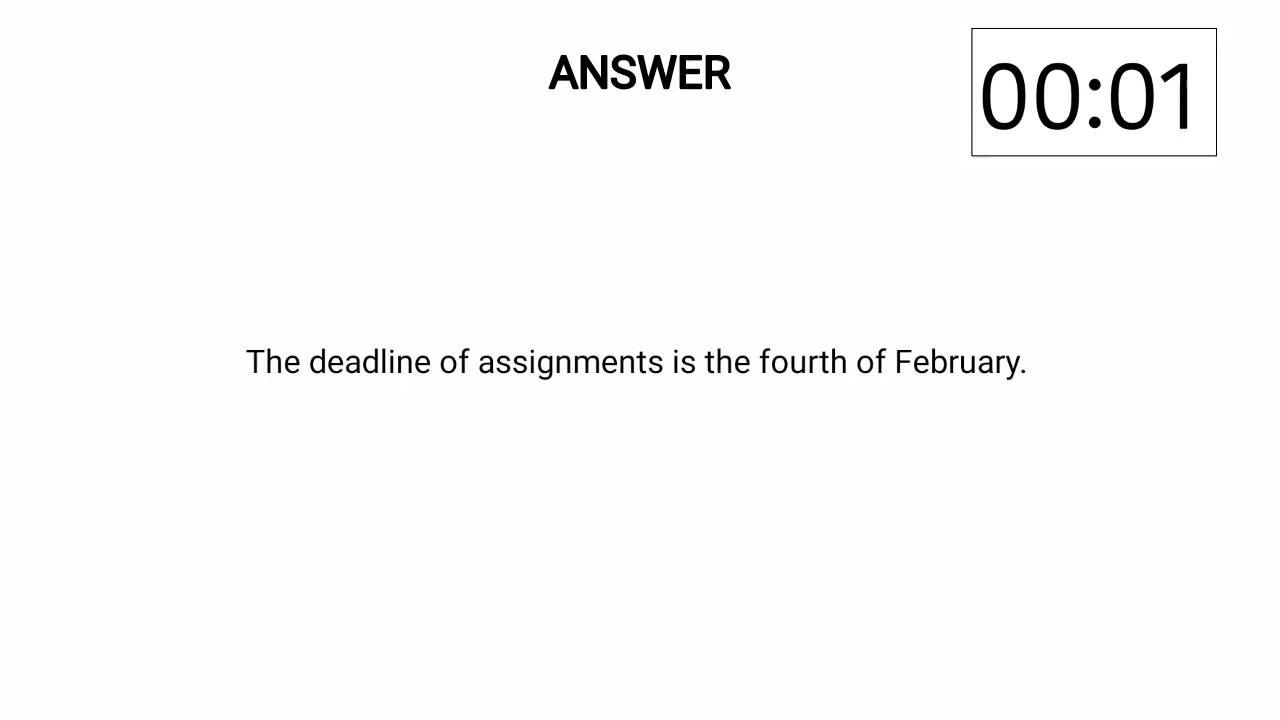 ANSWER
00:01
The deadline of assignments is the fourth of February.